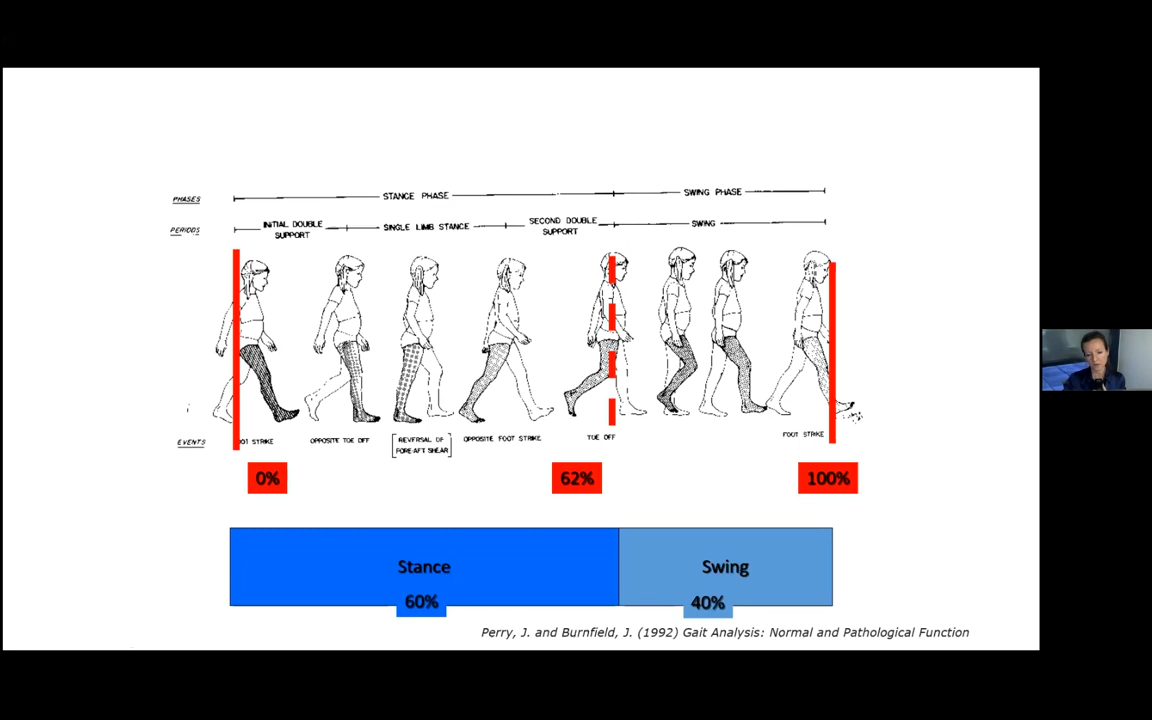 PHASES
STANCE PHASE
SWING PHASE
PERIODS
INITIAL DOUBLE
SUPPORT
SINGLE LIMB STANCE
SECOND DOUBLE
SUPPORT
SWING
EVENTS
OOT STRIKE
OPPOSITE TOE OFF
REVERSAL OF
FORE-AFT SHEAR
OPPOSITE FOOT STRIKE
TOE OFF
FOOT STRIKE
0%
62%
100%
Stance
60%
Swing
40%
Perry, J. and Burnfield, J. (1992) Gait Analysis: Normal and Pathological Function